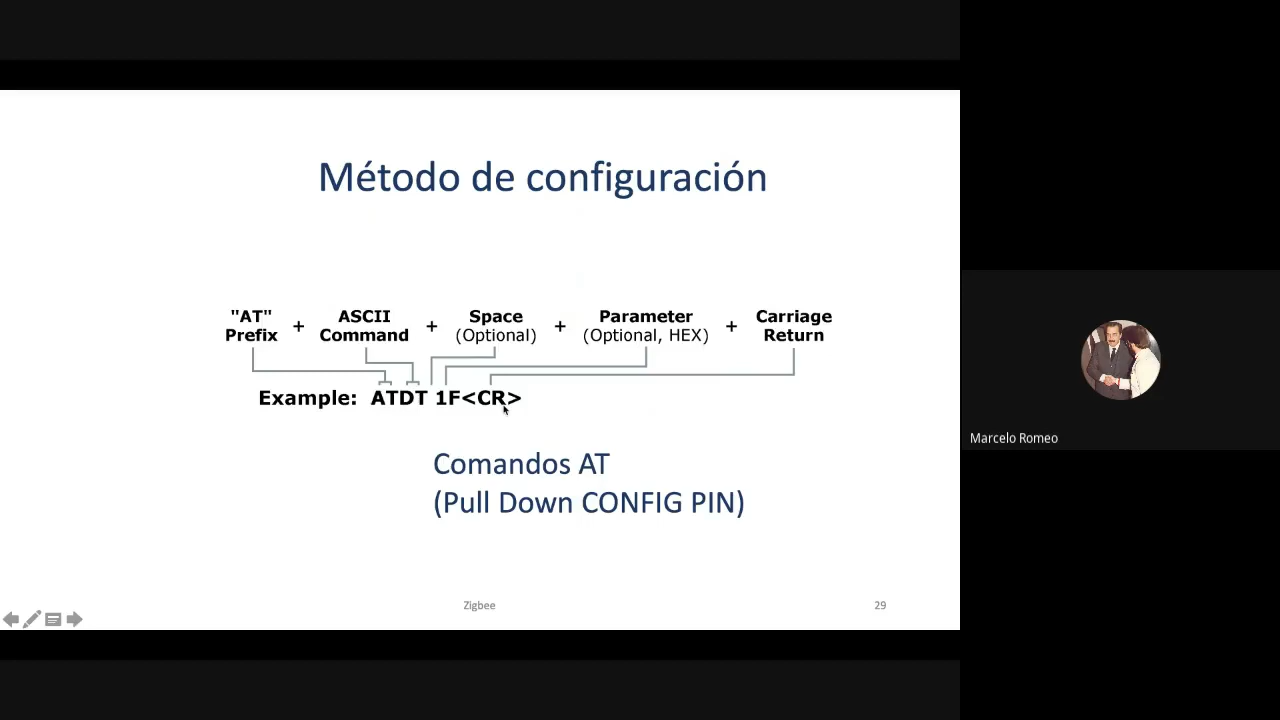 Método de configuración
"AT" Prefix + ASCII Command + Space (Optional) + Parameter (Optional, HEX) + Carriage Return
Example: ATDT 1F<CR>
Comandos AT
(Pull Down CONFIG PIN)
Zigbee
29
Marcelo Romeo